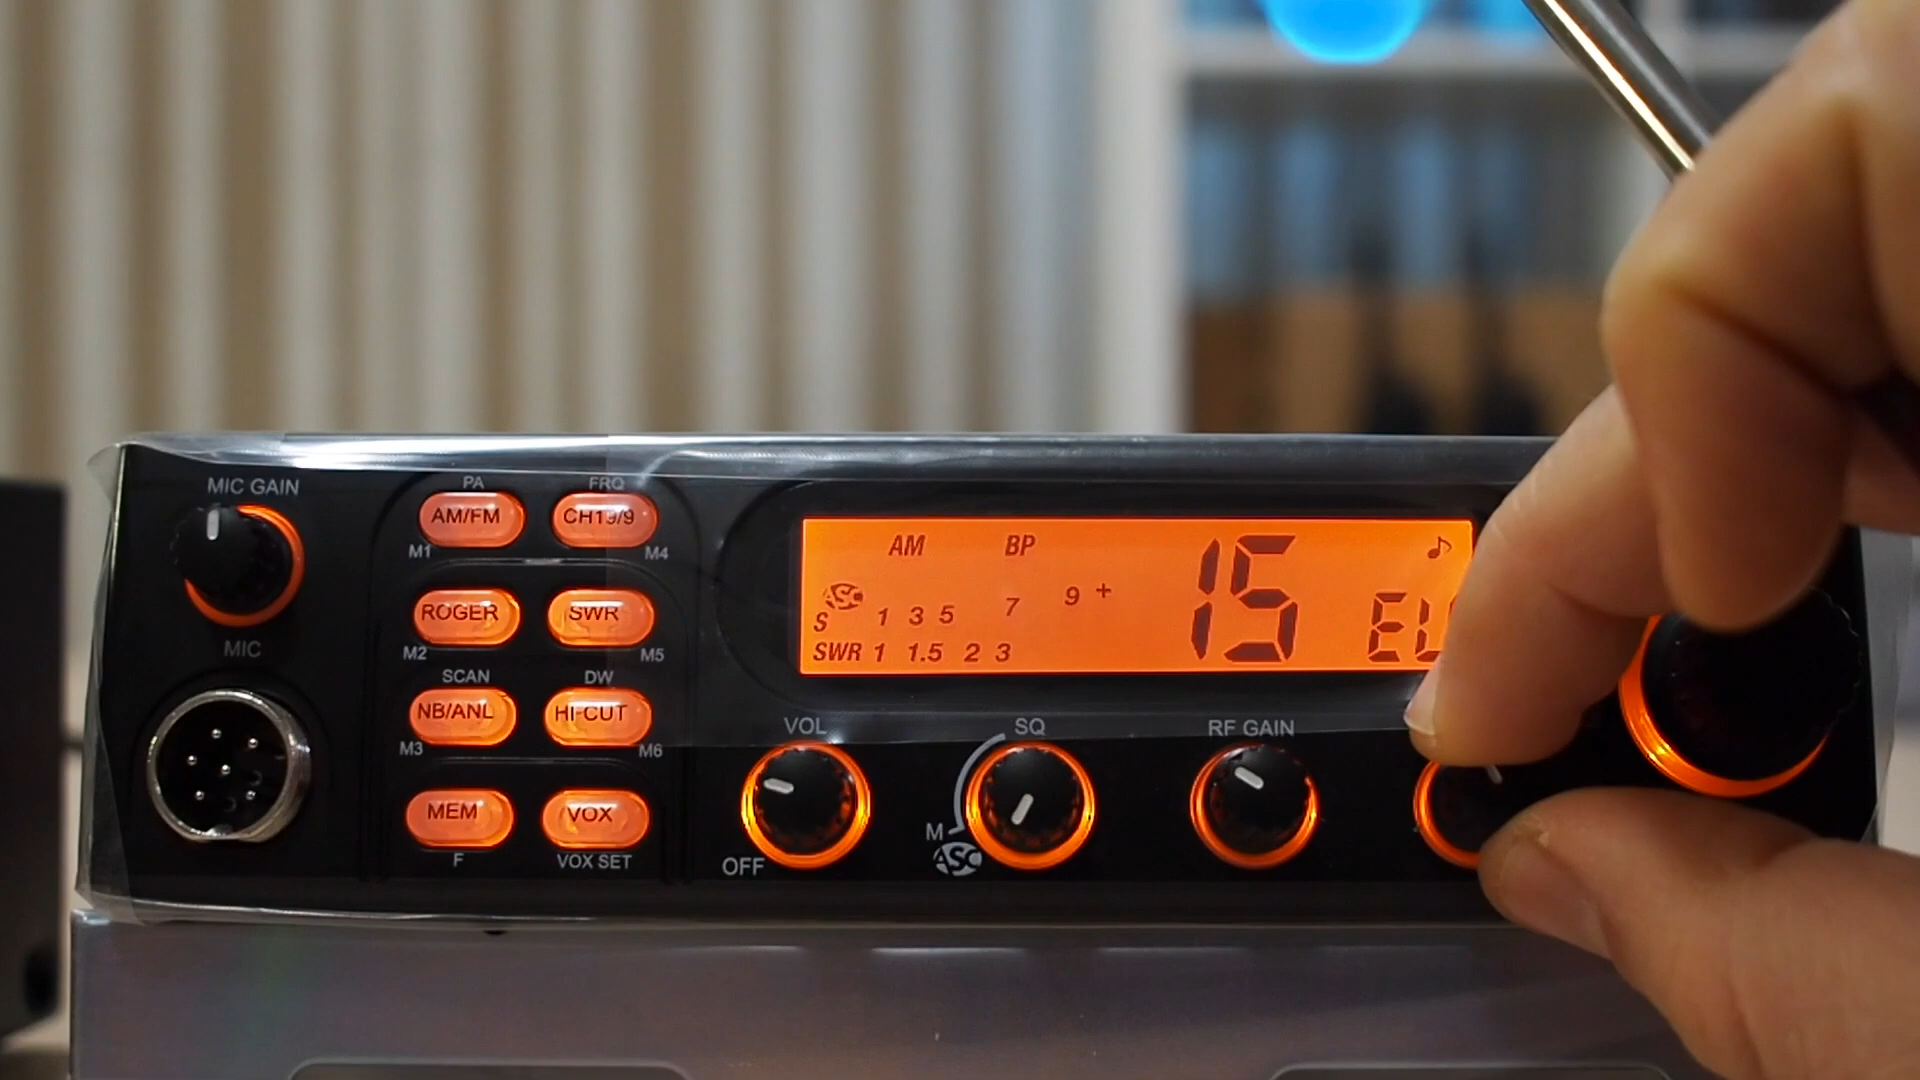 MIC GAIN
MIC
PA
AM/FM
M1
FRQ
CH19/9
M4
ROGER
M2
SWR
M5
SCAN
NB/ANL
M3
DW
HI-CUT
M6
MEM
F
VOX
VOX SET
AM BP
15
ASC
S 1 3 5 7 9 +
SWR 1 1.5 2 3
VOL
OFF
SQ
M
ASC
RF GAIN